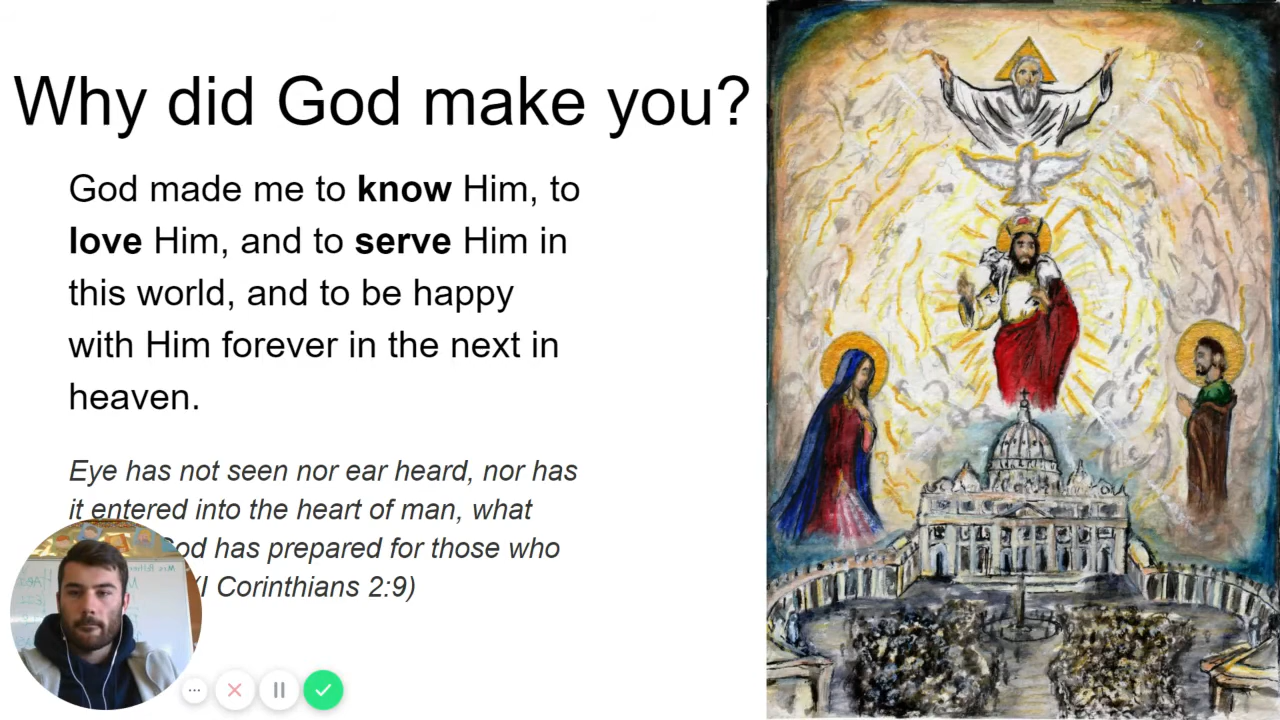 Why did God make you?
God made me to know Him, to
love Him, and to serve Him in
this world, and to be happy
with Him forever in the next in
heaven.
Eye has not seen nor ear heard, nor has
it entered into the heart of man, what
God has prepared for those who
(I Corinthians 2:9)